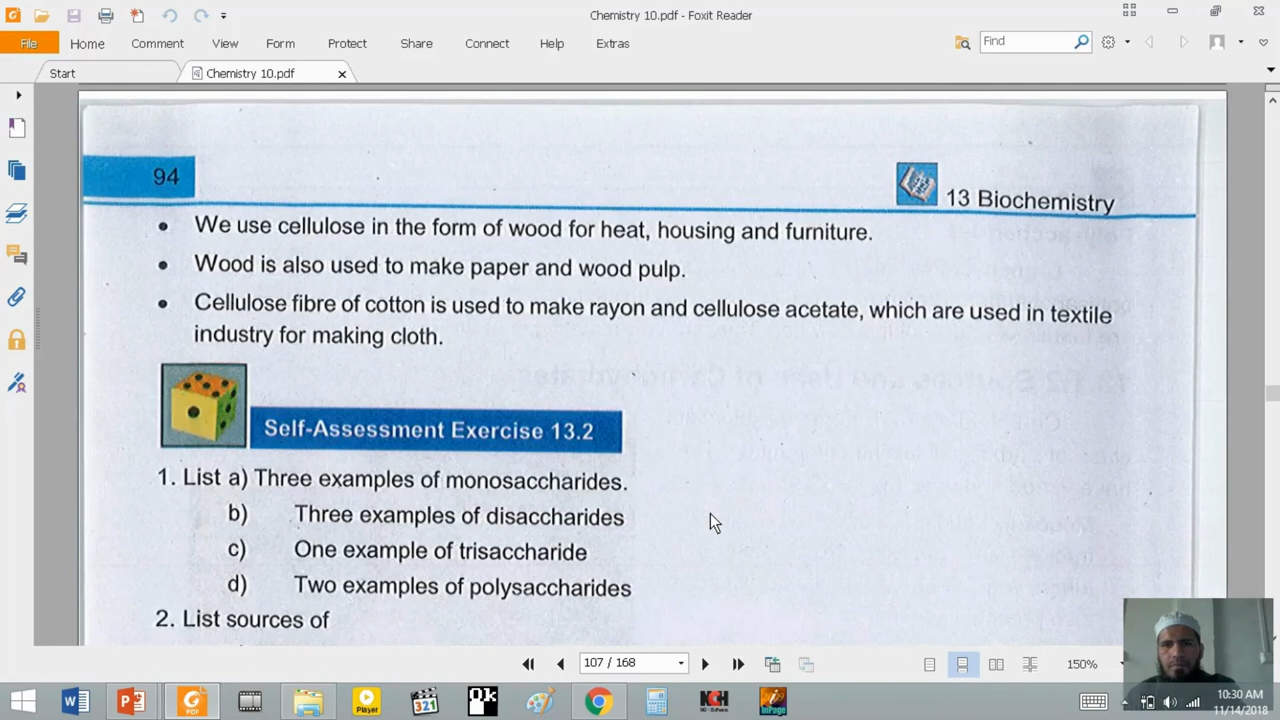 Chemistry 10.pdf - Foxit Reader
File Home Comment View Form Protect Share Connect Help Extras Find
Start Chemistry 10.pdf
94
13 Biochemistry
• We use cellulose in the form of wood for heat, housing and furniture.
• Wood is also used to make paper and wood pulp.
• Cellulose fibre of cotton is used to make rayon and cellulose acetate, which are used in textile
industry for making cloth.
Self-Assessment Exercise 13.2
1. List a) Three examples of monosaccharides.
b) Three examples of disaccharides
c) One example of trisaccharide
d) Two examples of polysaccharides
2. List sources of
107 / 168
150%
10:30 AM
11/14/2018